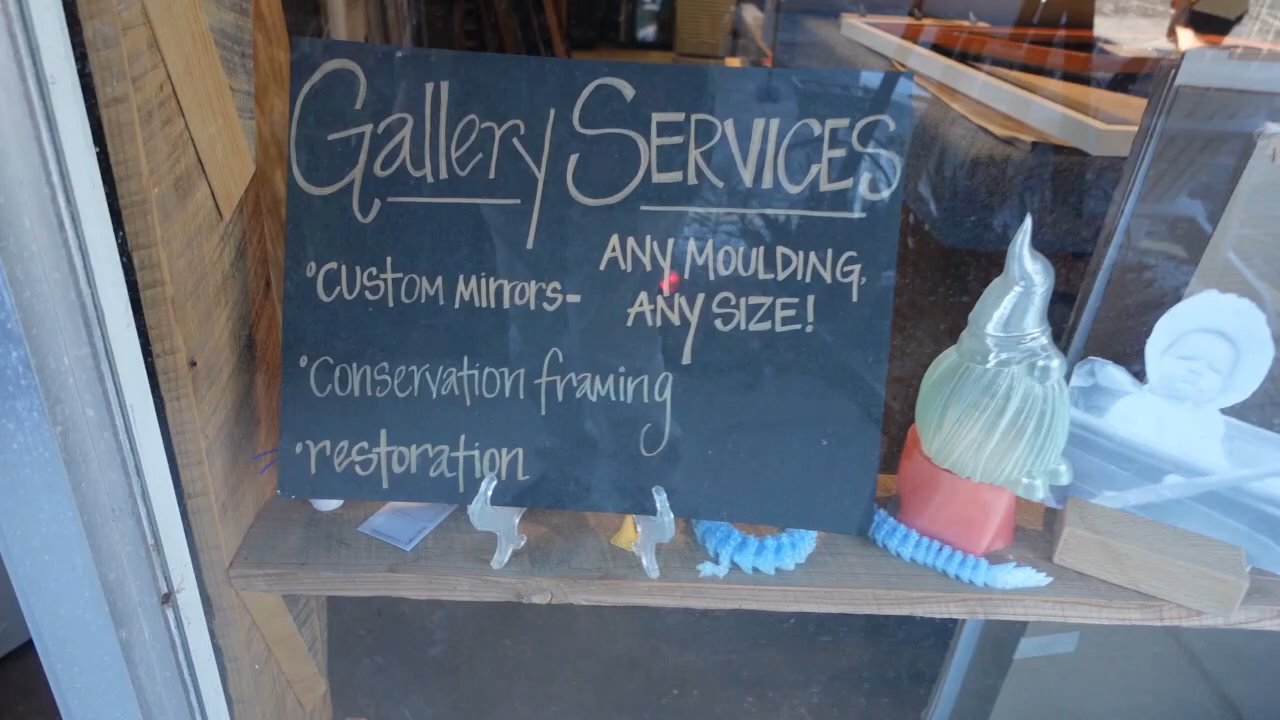 Gallery SERVICES
•Custom Mirrors- ANY MOULDING,
ANY SIZE!
•Conservation framing
•restoration